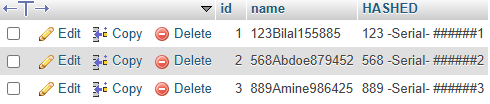 id name HASHED
Edit Copy Delete 1 123Bilal155885 123 -Serial- ######1
Edit Copy Delete 2 568Abdoe879452 568 -Serial- ######2
Edit Copy Delete 3 889Amine986425 889 -Serial- ######3